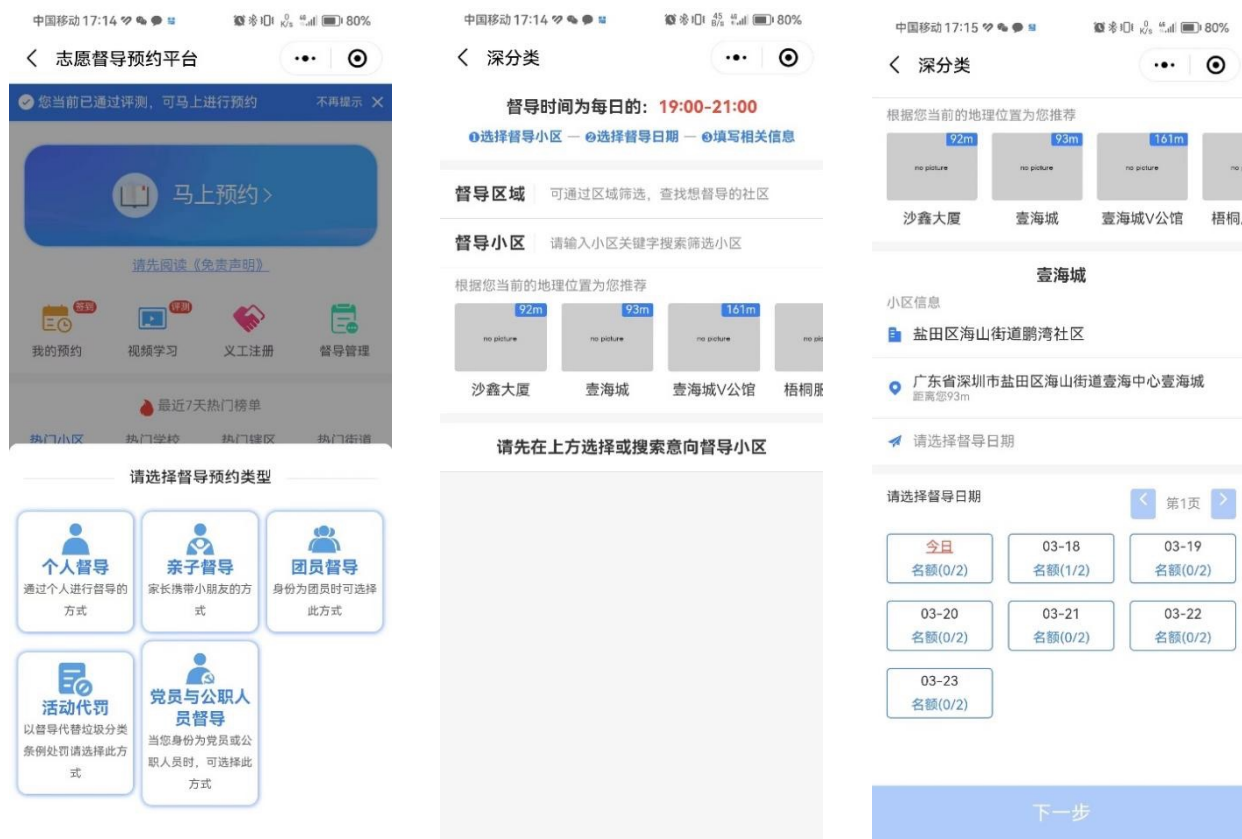 中国移动 17:14
0 K/s
80%
志愿督导预约平台
您当前已通过评测，可马上进行预约 不再提示 ×
马上预约>
请先阅读《免责声明》
签到 评测
我的预约 视频学习 义工注册 督导管理
最近7天热门榜单
热门小区 热门学校 热门辖区 热门街道
请选择督导预约类型
个人督导
通过个人进行督导的
方式
亲子督导
家长携带小朋友的方
式
团员督导
身份为团员时可选择
此方式
活动代罚
以督导代替垃圾分类
条例处罚请选择此方
式
党员与公职人
员督导
当您身份为党员或公
职人员时，可选择此
方式
中国移动 17:14
45 B/s
80%
深分类
督导时间为每日的：19:00-21:00
❶选择督导小区 — ❷选择督导日期 — ❸填写相关信息
督导区域 可通过区域筛选，查找想督导的社区
督导小区 请输入小区关键字搜索筛选小区
根据您当前的地理位置为您推荐
92m 93m 161m
no picture no picture no picture no pic
沙鑫大厦 壹海城 壹海城V公馆 梧桐服
请先在上方选择或搜索意向督导小区
中国移动 17:15
0 K/s
80%
深分类
根据您当前的地理位置为您推荐
92m 93m 161m
no picture no picture no picture no
沙鑫大厦 壹海城 壹海城V公馆 梧桐
壹海城
小区信息
盐田区海山街道鹏湾社区
广东省深圳市盐田区海山街道壹海中心壹海城
距离您93m
请选择督导日期
请选择督导日期 < 第1页 >
今日 03-18 03-19
名额(0/2) 名额(1/2) 名额(0/2)
03-20 03-21 03-22
名额(0/2) 名额(0/2) 名额(0/2)
03-23
名额(0/2)
下一步